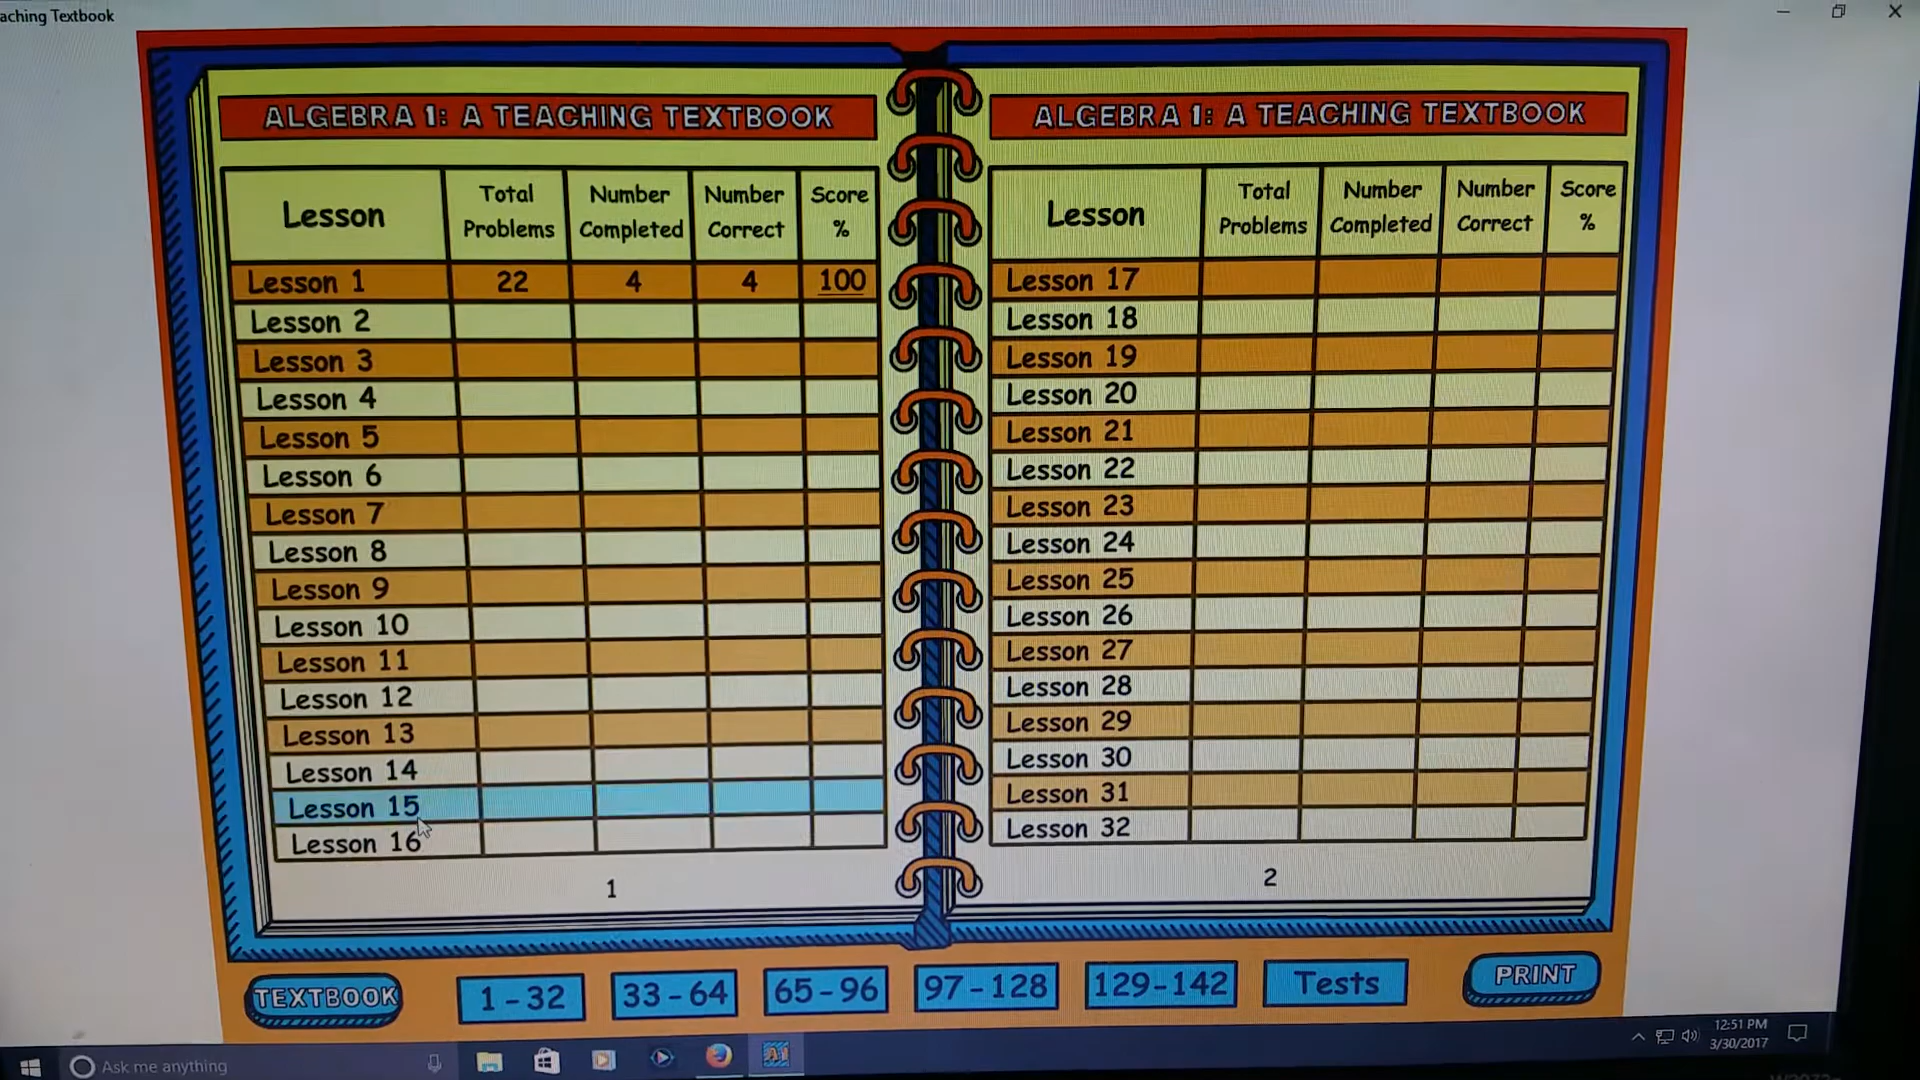 aching Textbook
ALGEBRA 1: A TEACHING TEXTBOOK
Lesson Total Problems Number Completed Number Correct Score %
Lesson 1 22 4 4 100
Lesson 2
Lesson 3
Lesson 4
Lesson 5
Lesson 6
Lesson 7
Lesson 8
Lesson 9
Lesson 10
Lesson 11
Lesson 12
Lesson 13
Lesson 14
Lesson 15
Lesson 16
1
ALGEBRA 1: A TEACHING TEXTBOOK
Lesson Total Problems Number Completed Number Correct Score %
Lesson 17
Lesson 18
Lesson 19
Lesson 20
Lesson 21
Lesson 22
Lesson 23
Lesson 24
Lesson 25
Lesson 26
Lesson 27
Lesson 28
Lesson 29
Lesson 30
Lesson 31
Lesson 32
2
TEXTBOOK 1 - 32 33 - 64 65 - 96 97 - 128 129 - 142 Tests PRINT
Ask me anything
12:51 PM
3/30/2017